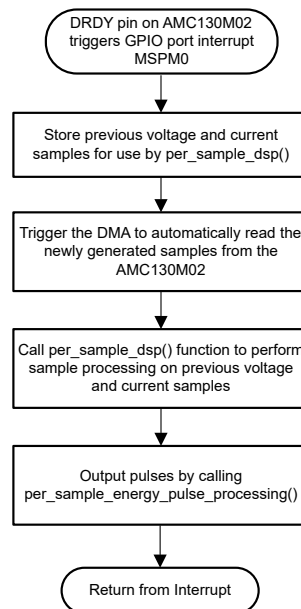 DRDY pin on AMC130M02
triggers GPIO port interrupt
MSPM0
Store previous voltage and current
samples for use by per_sample_dsp()
Trigger the DMA to automatically read the
newly generated samples from the
AMC130M02
Call per_sample_dsp() function to perform
sample processing on previous voltage
and current samples
Output pulses by calling
per_sample_energy_pulse_processing()
Return from Interrupt